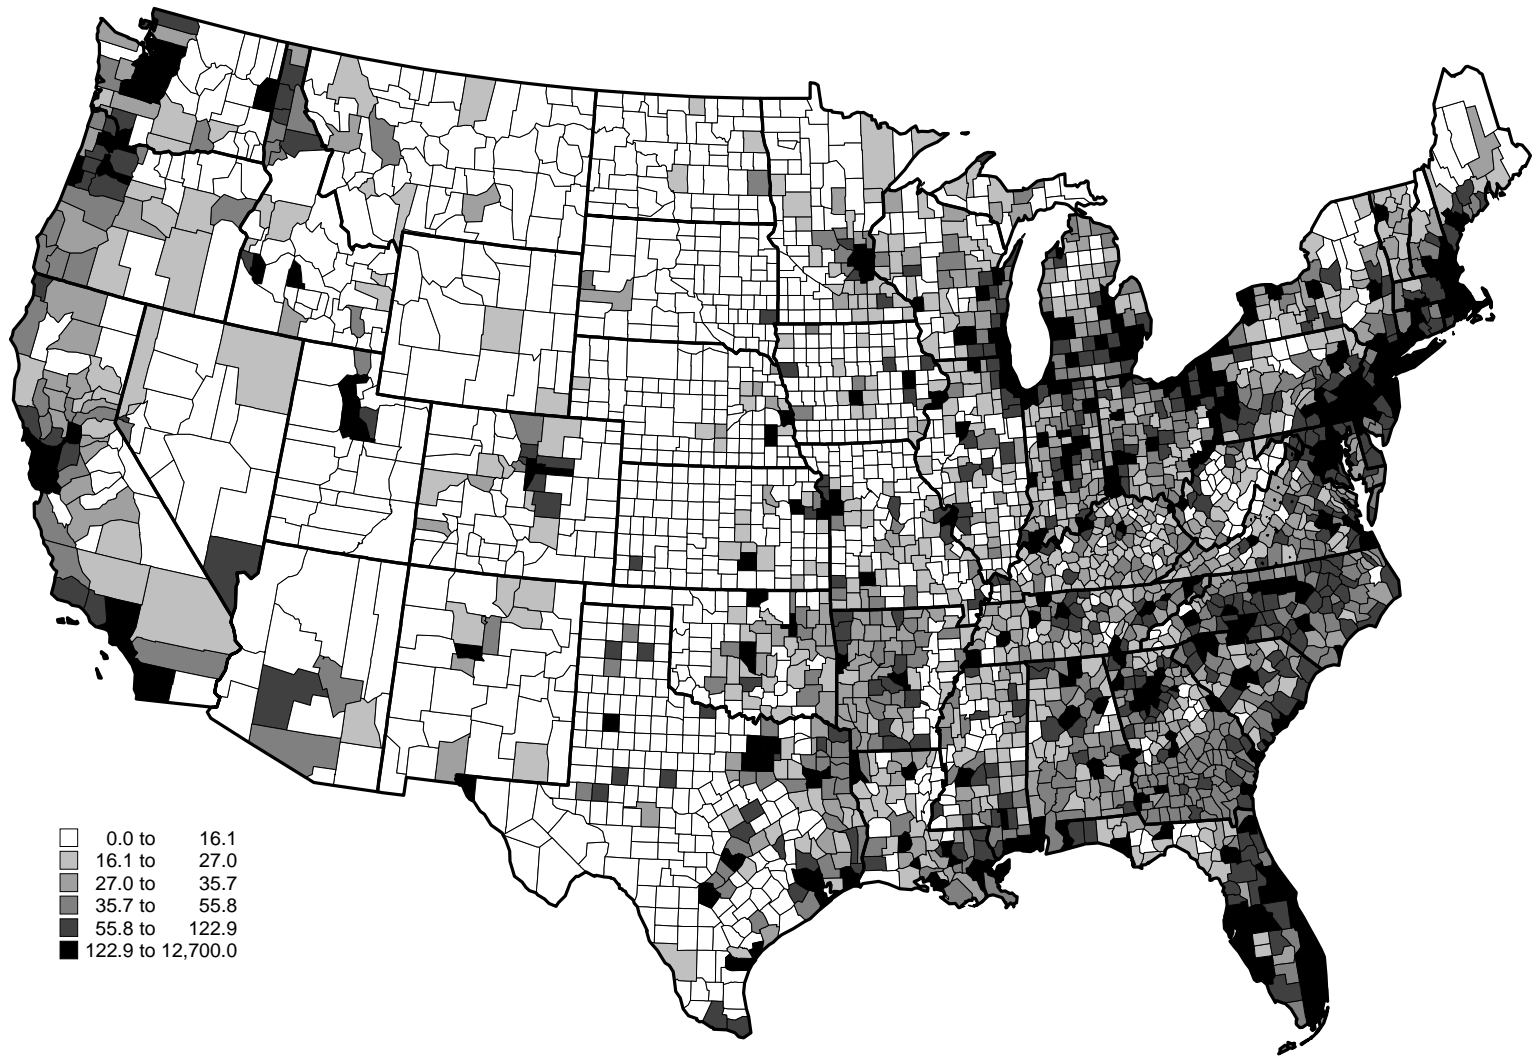 0.0 to 16.1
16.1 to 27.0
27.0 to 35.7
35.7 to 55.8
55.8 to 122.9
122.9 to 12,700.0